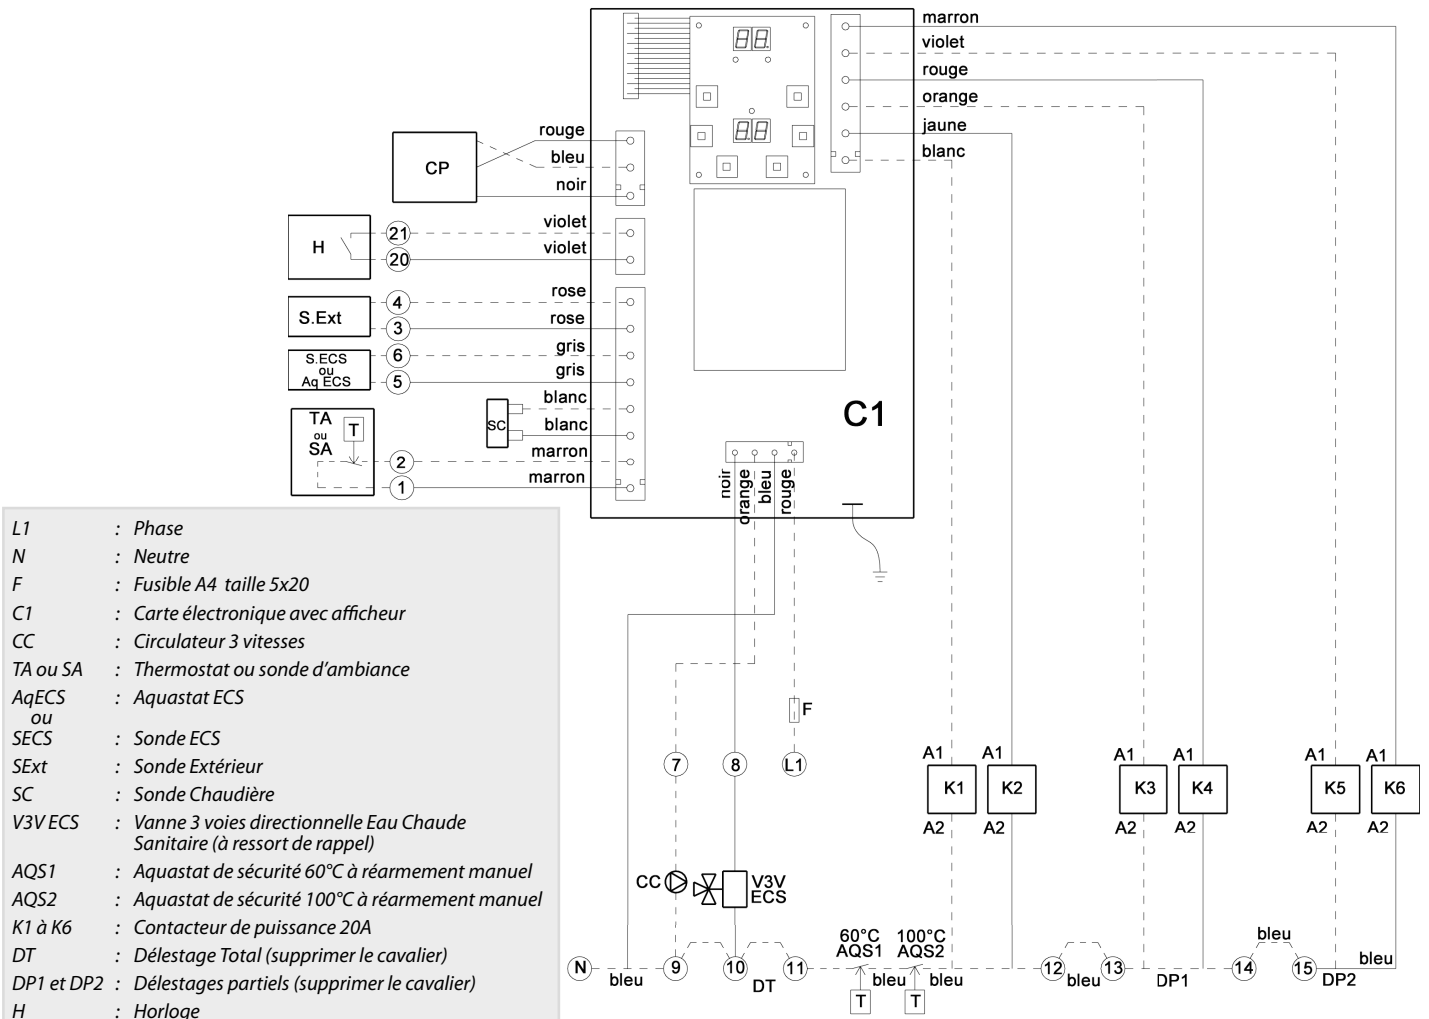 marron
violet
rouge
orange
jaune
blanc
88
8.8
rouge
bleu
noir
CP
violet
violet
H
21
20
rose
rose
gris
gris
blanc
blanc
marron
marron
S.Ext
4
3
S.ECS
ou
Aq ECS
6
5
SC
TA
ou
SA
T
2
1
C1
noir
orange
bleu
rouge
F
7
8
L1
A1
A1
A1
A1
A1
A1
K1
K2
K3
K4
K5
K6
A2
A2
A2
A2
A2
A2
CC
V3V
ECS
60°C
AQS1
100°C
AQS2
bleu
N
bleu
9
10
11
DT
bleu
bleu
T
T
12
bleu
13
DP1
14
15
DP2
bleu
L1 : Phase
N : Neutre
F : Fusible A4 taille 5x20
C1 : Carte électronique avec afficheur
CC : Circulateur 3 vitesses
TA ou SA : Thermostat ou sonde d'ambiance
AqECS : Aquastat ECS
ou
SECS : Sonde ECS
SExt : Sonde Extérieur
SC : Sonde Chaudière
V3V ECS : Vanne 3 voies directionnelle Eau Chaude
Sanitaire (à ressort de rappel)
AQS1 : Aquastat de sécurité 60°C à réarmement manuel
AQS2 : Aquastat de sécurité 100°C à réarmement manuel
K1 à K6 : Contacteur de puissance 20A
DT : Délestage Total (supprimer le cavalier)
DP1 et DP2 : Délestages partiels (supprimer le cavalier)
H : Horloge